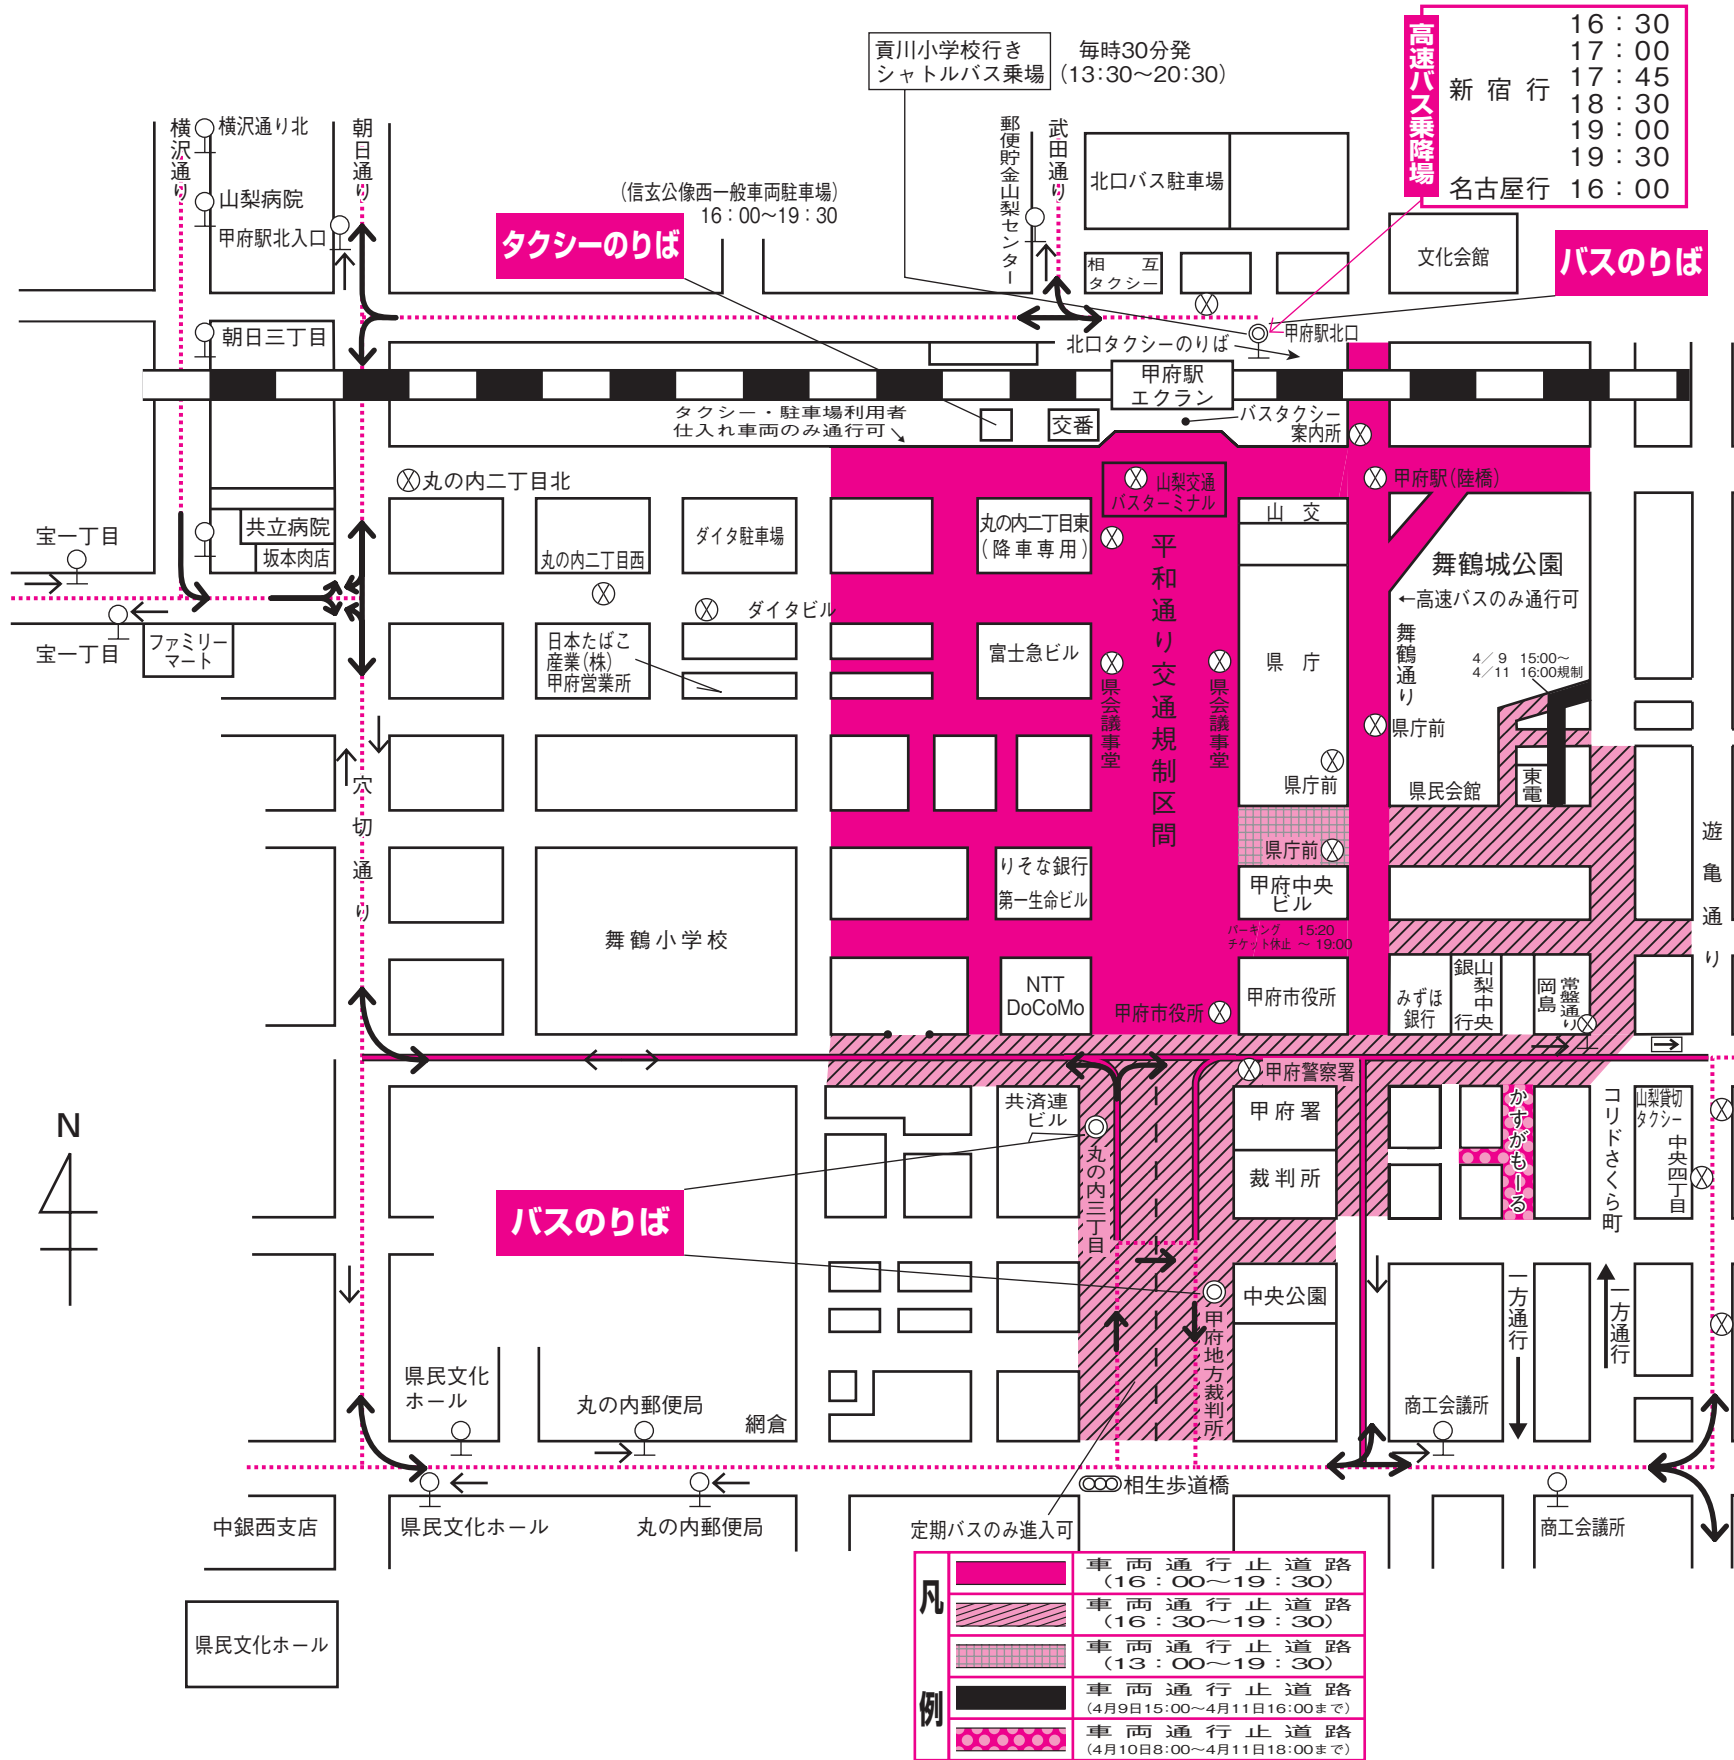 貢川小学校行き
シャトルバス乗場
毎時30分発
(13:30〜20:30)
高速バス乗降場
新宿行
16：30
17：00
17：45
18：30
19：00
19：30
名古屋行 16：00
横沢通り
横沢通り北
朝日通り
山梨病院
甲府駅北入口
(信玄公像西一般車両駐車場)
16：00〜19：30
タクシーのりば
郵便貯金山梨センター
武田通り
北口バス駐車場
相互
タクシー
文化会館
バスのりば
朝日三丁目
甲府駅北口
北口タクシーのりば
甲府駅
エクラン
タクシー・駐車場利用者
仕入れ車両のみ通行可
交番
バスタクシー
案内所
丸の内二丁目北
山梨交通
バスターミナル
甲府駅(陸橋)
宝一丁目
共立病院
坂本肉店
丸の内二丁目西
ダイタ駐車場
丸の内二丁目東
(降車専用)
山交
平和通り交通規制区間
舞鶴城公園
←高速バスのみ通行可
宝一丁目
ファミリー
マート
ダイタビル
日本たばこ
産業(株)
甲府営業所
富士急ビル
県庁
舞鶴通り
4／9 15:00〜
4／11 16:00規制
県会議事堂
県会議事堂
県庁前
県庁前
県民会館
東電
穴切通り
遊亀通り
県庁前
りそな銀行
第一生命ビル
甲府中央
ビル
舞鶴小学校
パーキング 15:20
チケット休止 〜 19:00
NTT
DoCoMo
甲府市役所
甲府市役所
みずほ
銀行
山梨中央
銀行
岡島
常盤通り
甲府警察署
共済連
ビル
甲府署
かすがもーる
コリドさくら町
山梨貸切
タクシー
中央四丁目
丸の内三丁目
裁判所
N
バスのりば
中央公園
一方通行
一方通行
甲府地方裁判所
県民文化
ホール
丸の内郵便局
網倉
商工会議所
相生歩道橋
中銀西支店
県民文化ホール
丸の内郵便局
定期バスのみ進入可
商工会議所
県民文化ホール
凡例
車両通行止道路
(16：00〜19：30)
車両通行止道路
(16：30〜19：30)
車両通行止道路
(13：00〜19：30)
車両通行止道路
(4月9日15:00〜4月11日16:00まで)
車両通行止道路
(4月10日8:00〜4月11日18:00まで)